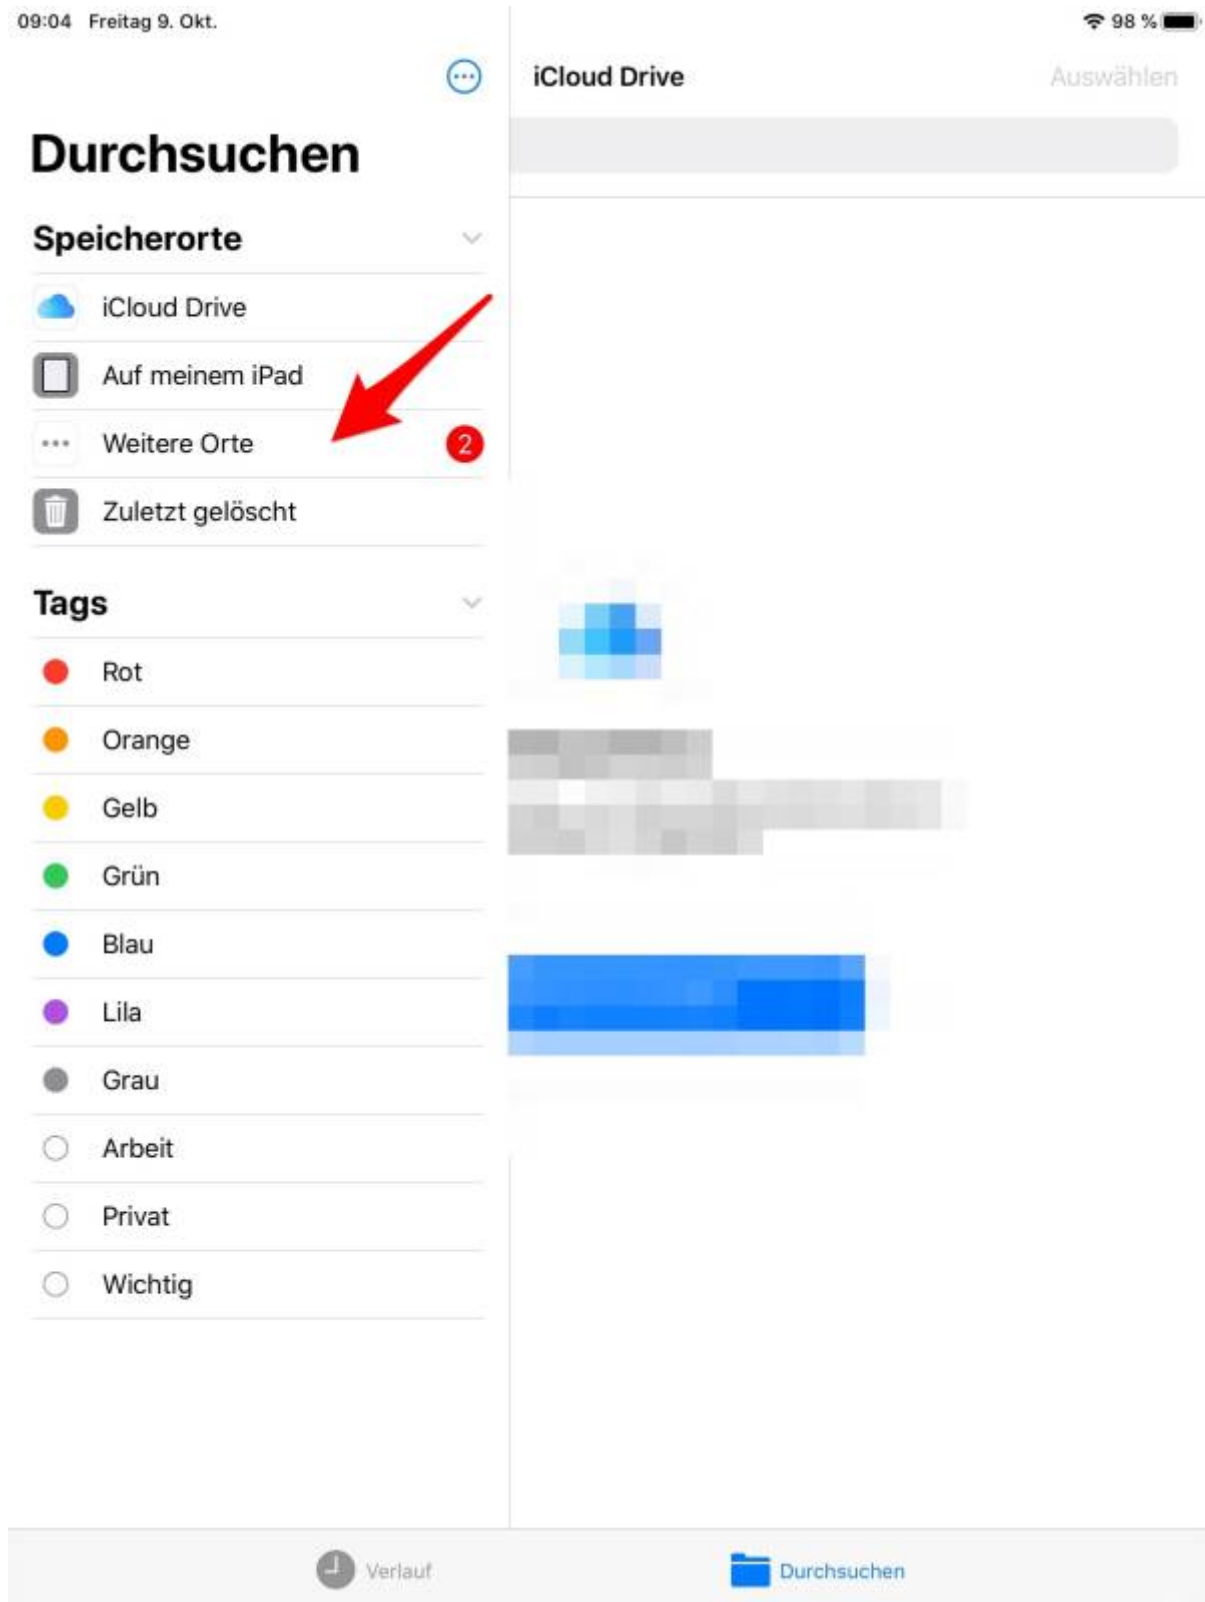 09:04 Freitag 9. Okt.
98 %
iCloud Drive
Auswählen
Durchsuchen
Speicherorte
iCloud Drive
Auf meinem iPad
Weitere Orte
2
Zuletzt gelöscht
Tags
Rot
Orange
Gelb
Grün
Blau
Lila
Grau
Arbeit
Privat
Wichtig
Verlauf
Durchsuchen